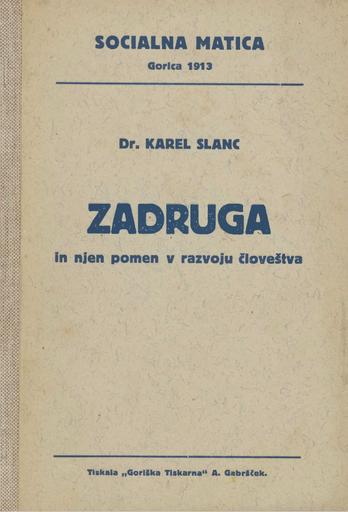 SOCIALNA MATICA
Gorica 1913
Dr. KAREL SLANC
ZADRUGA
in njen pomen v razvoju človeštva
Tiskala „Goriška Tiskarna“ A. Gabršček.